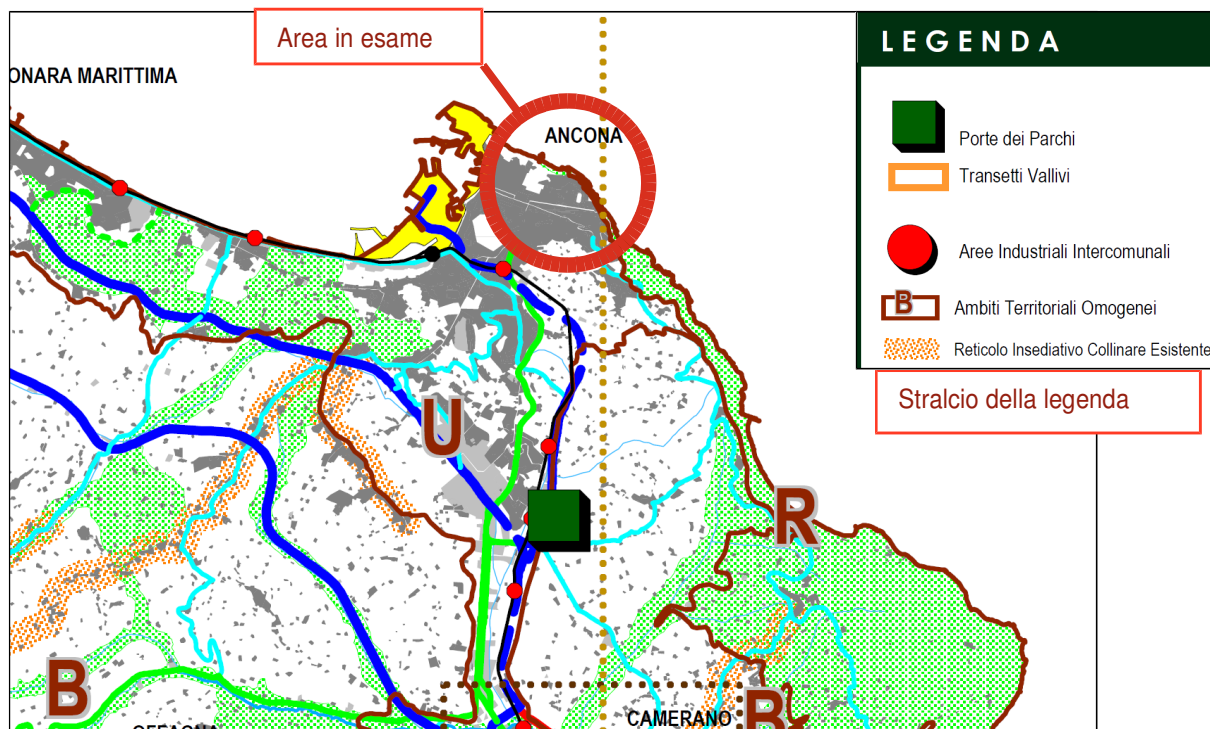 Area in esame
ONARA MARITTIMA
ANCONA
U
R
B
B
CAMERANO
OFFAGNA
LEGENDA
Porte dei Parchi
Transetti Vallivi
Aree Industriali Intercomunali
B Ambiti Territoriali Omogenei
Reticolo Insediativo Collinare Esistente
Stralcio della legenda